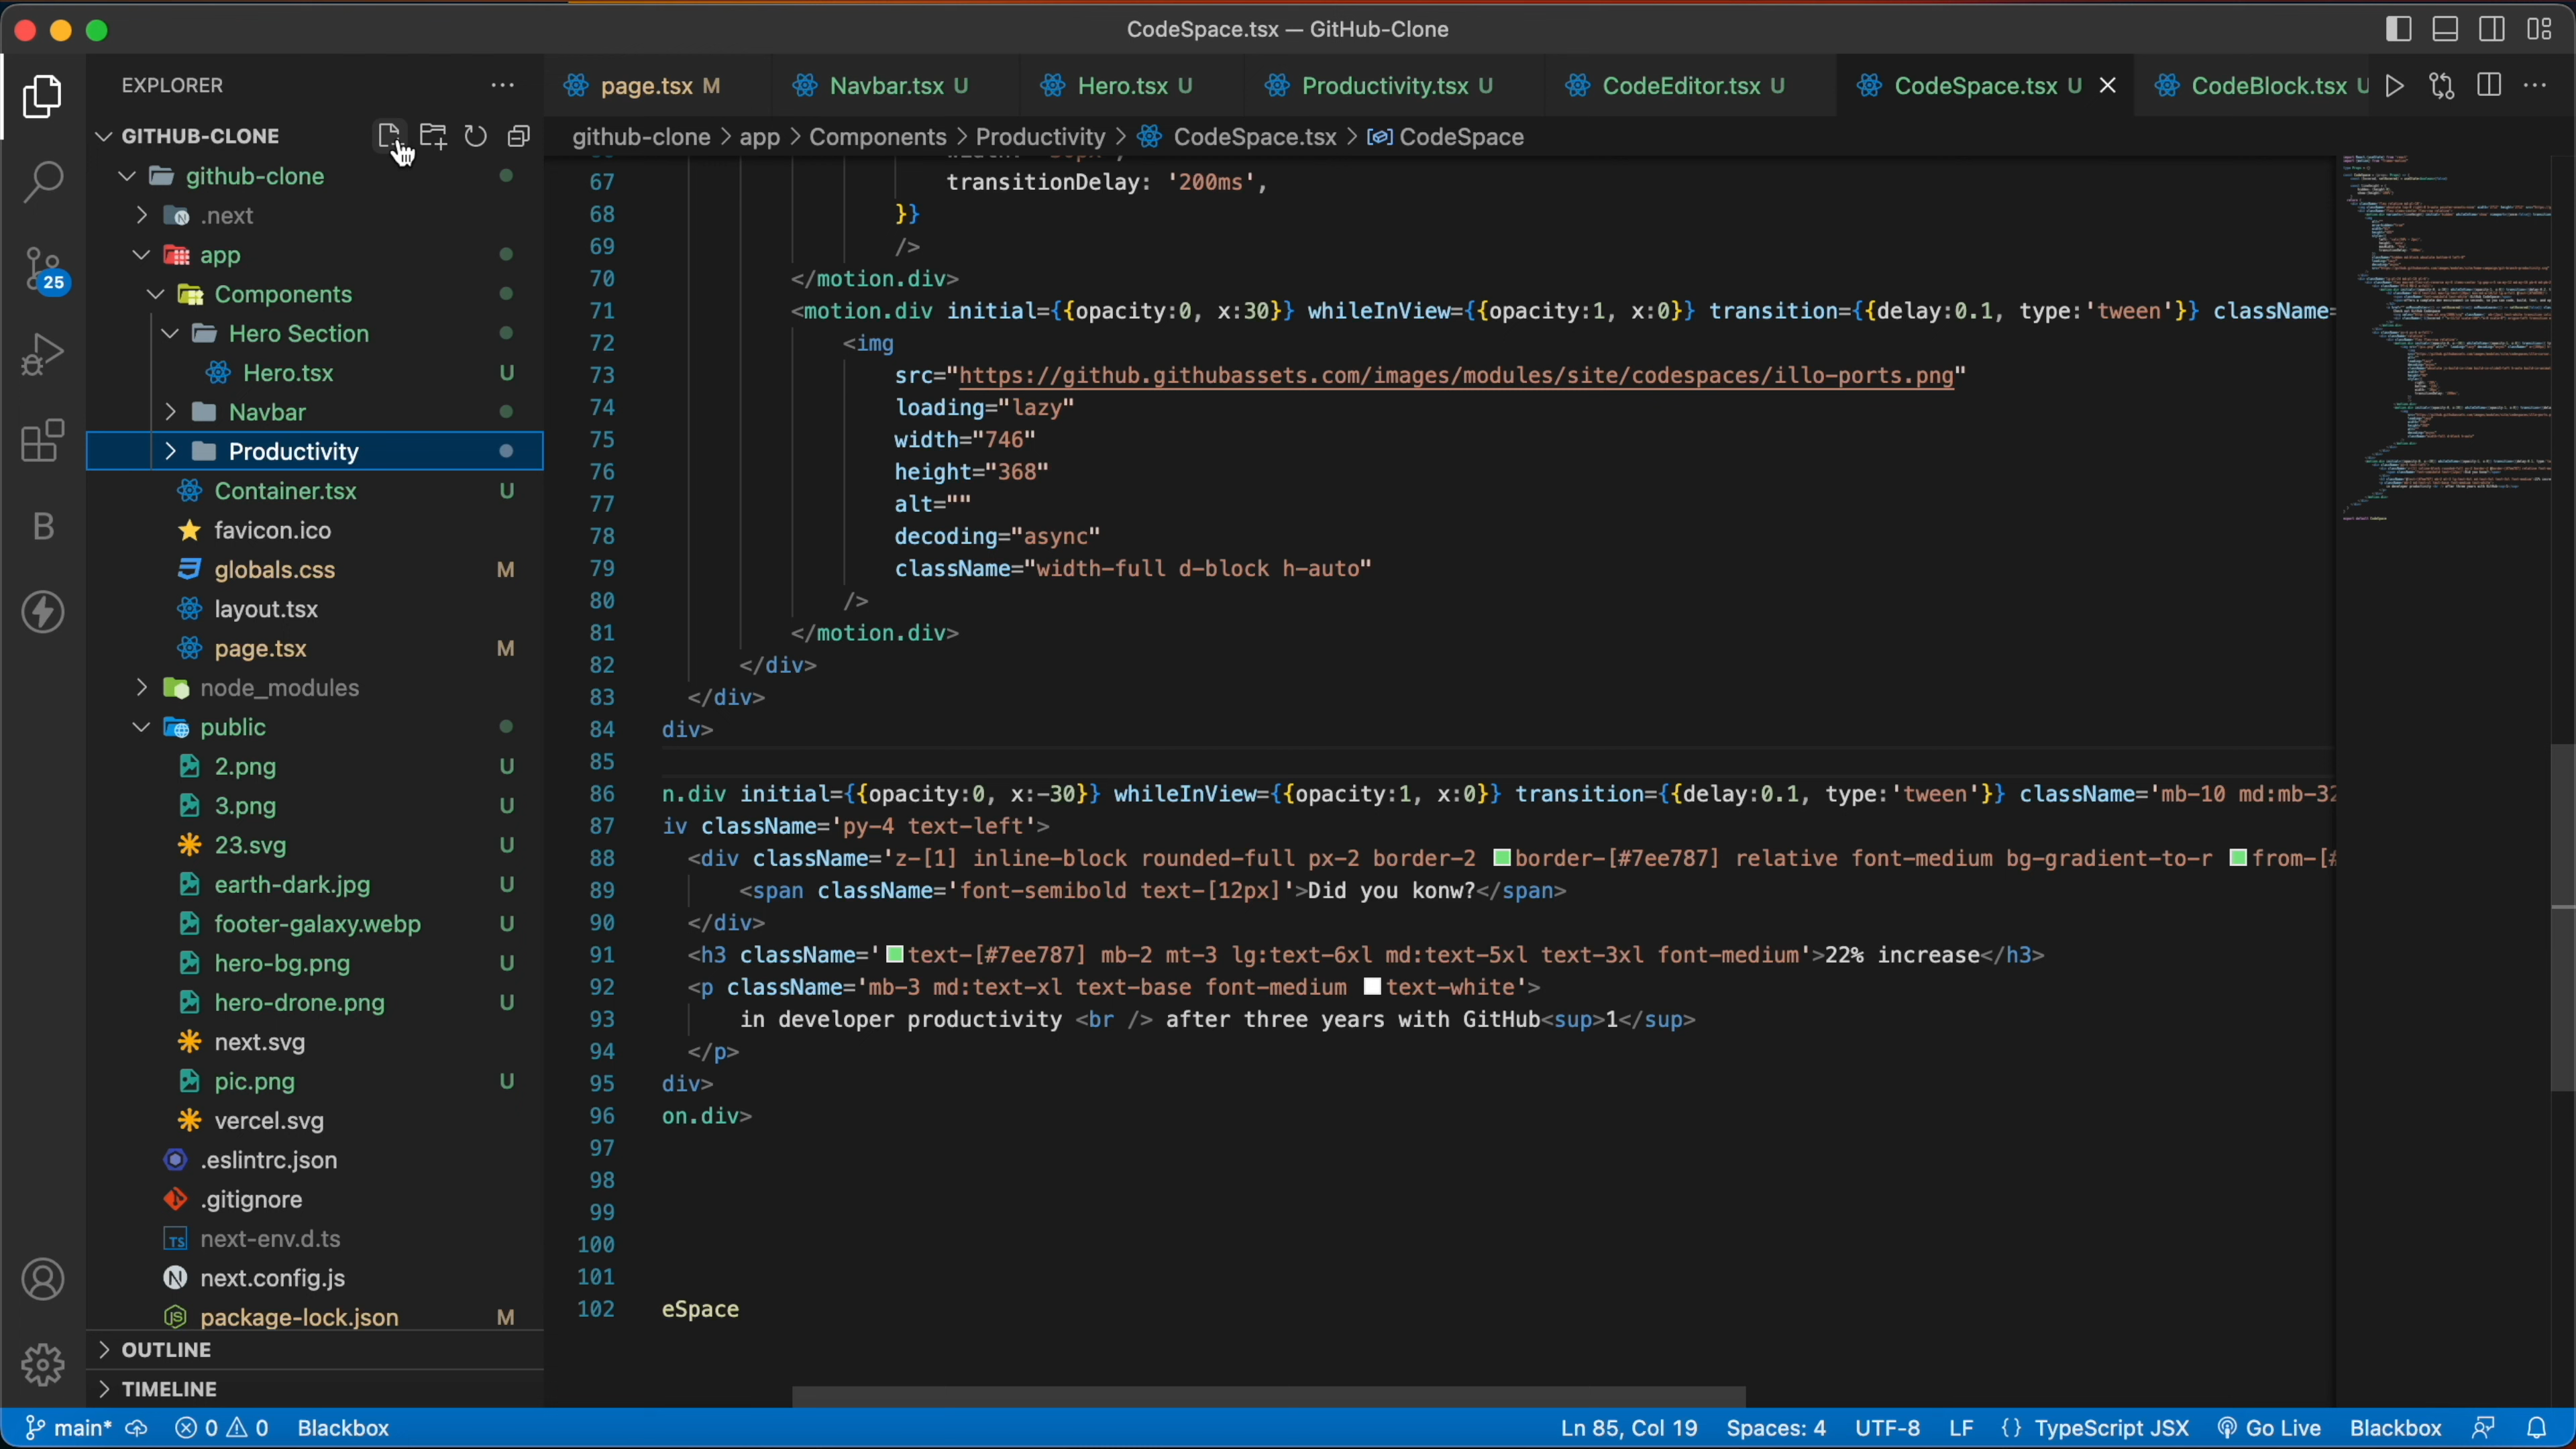 CodeSpace.tsx — GitHub-Clone
EXPLORER
page.tsx M
Navbar.tsx U
Hero.tsx U
Productivity.tsx U
CodeEditor.tsx U
CodeSpace.tsx U
CodeBlock.tsx U
github-clone > app > Components > Productivity > CodeSpace.tsx > CodeSpace
GITHUB-CLONE
github-clone
.next
app
Components
Hero Section
Hero.tsx U
Navbar
Productivity
Container.tsx U
favicon.ico
globals.css M
layout.tsx
page.tsx M
node_modules
public
2.png U
3.png U
23.svg U
earth-dark.jpg U
footer-galaxy.webp U
hero-bg.png U
hero-drone.png U
next.svg
pic.png U
vercel.svg
.eslintrc.json
.gitignore
next-env.d.ts
next.config.js
package-lock.json M
OUTLINE
TIMELINE
25
B
67 transitionDelay: '200ms',
68 }}
69 />
70 </motion.div>
71 <motion.div initial={{opacity:0, x:30}} whileInView={{opacity:1, x:0}} transition={{delay:0.1, type:'tween'}} className=
72 <img
73 src="https://github.githubassets.com/images/modules/site/codespaces/illo-ports.png"
74 loading="lazy"
75 width="746"
76 height="368"
77 alt=""
78 decoding="async"
79 className="width-full d-block h-auto"
80 />
81 </motion.div>
82 </div>
83 </div>
84 div>
85
86 n.div initial={{opacity:0, x:-30}} whileInView={{opacity:1, x:0}} transition={{delay:0.1, type:'tween'}} className='mb-10 md:mb-32
87 iv className='py-4 text-left'>
88 <div className='z-[1] inline-block rounded-full px-2 border-2 border-[#7ee787] relative font-medium bg-gradient-to-r from-[#
89 <span className='font-semibold text-[12px]'>Did you konw?</span>
90 </div>
91 <h3 className='text-[#7ee787] mb-2 mt-3 lg:text-6xl md:text-5xl text-3xl font-medium'>22% increase</h3>
92 <p className='mb-3 md:text-xl text-base font-medium text-white'>
93 in developer productivity <br /> after three years with GitHub<sup>1</sup>
94 </p>
95 div>
96 on.div>
97
98
99
100
101
102 eSpace
main* 0 0 Blackbox
Ln 85, Col 19 Spaces: 4 UTF-8 LF {} TypeScript JSX Go Live Blackbox